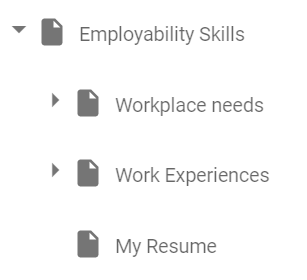 Employability Skills
Workplace needs
Work Experiences
My Resume